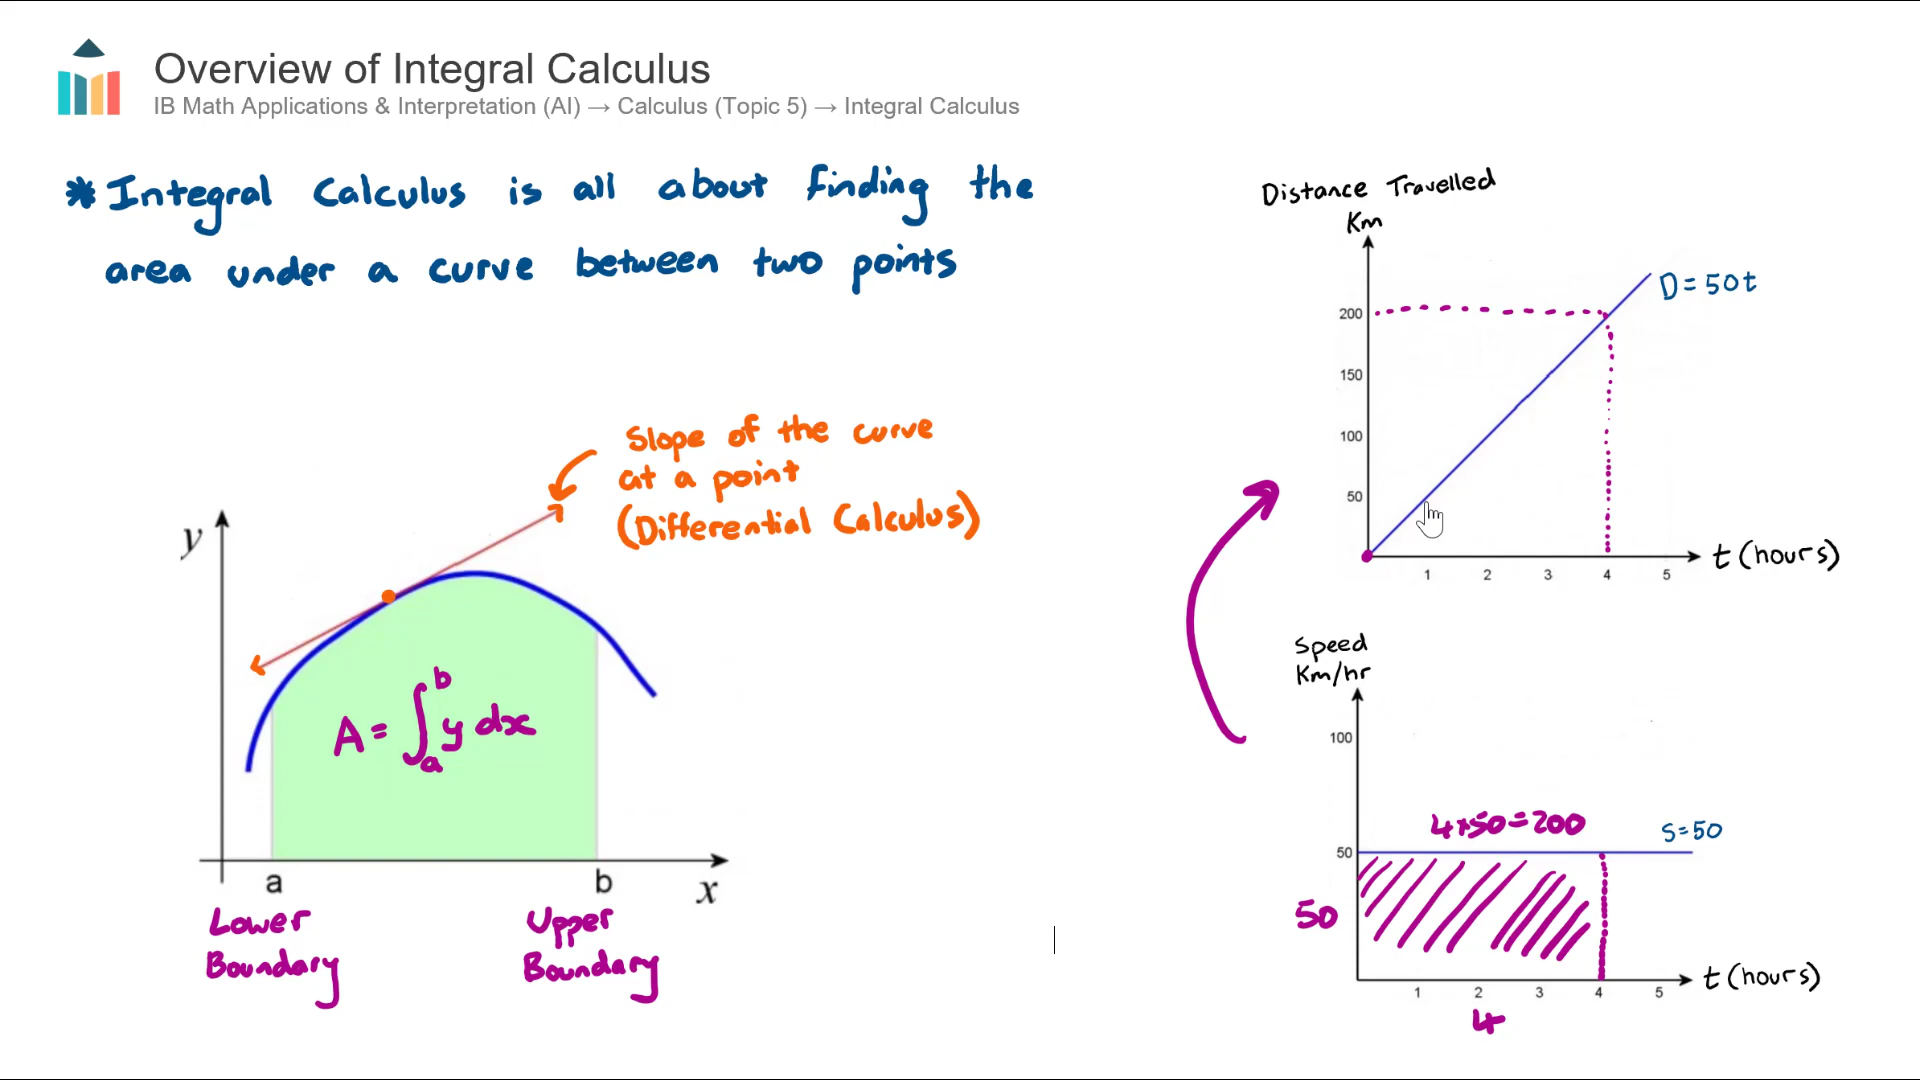 Overview of Integral Calculus
IB Math Applications & Interpretation (AI) → Calculus (Topic 5) → Integral Calculus
* Integral Calculus is all about finding the
area under a curve between two points
Slope of the curve
at a point
(Differential Calculus)
y
A = ∫_a^b y dx
a
b
x
Lower
Boundary
Upper
Boundary
Distance Travelled
Km
D = 50t
200
150
100
50
1 2 3 4 5
t (hours)
Speed
Km/hr
100
4×50=200
S=50
50
50
1 2 3 4 5
t (hours)
4